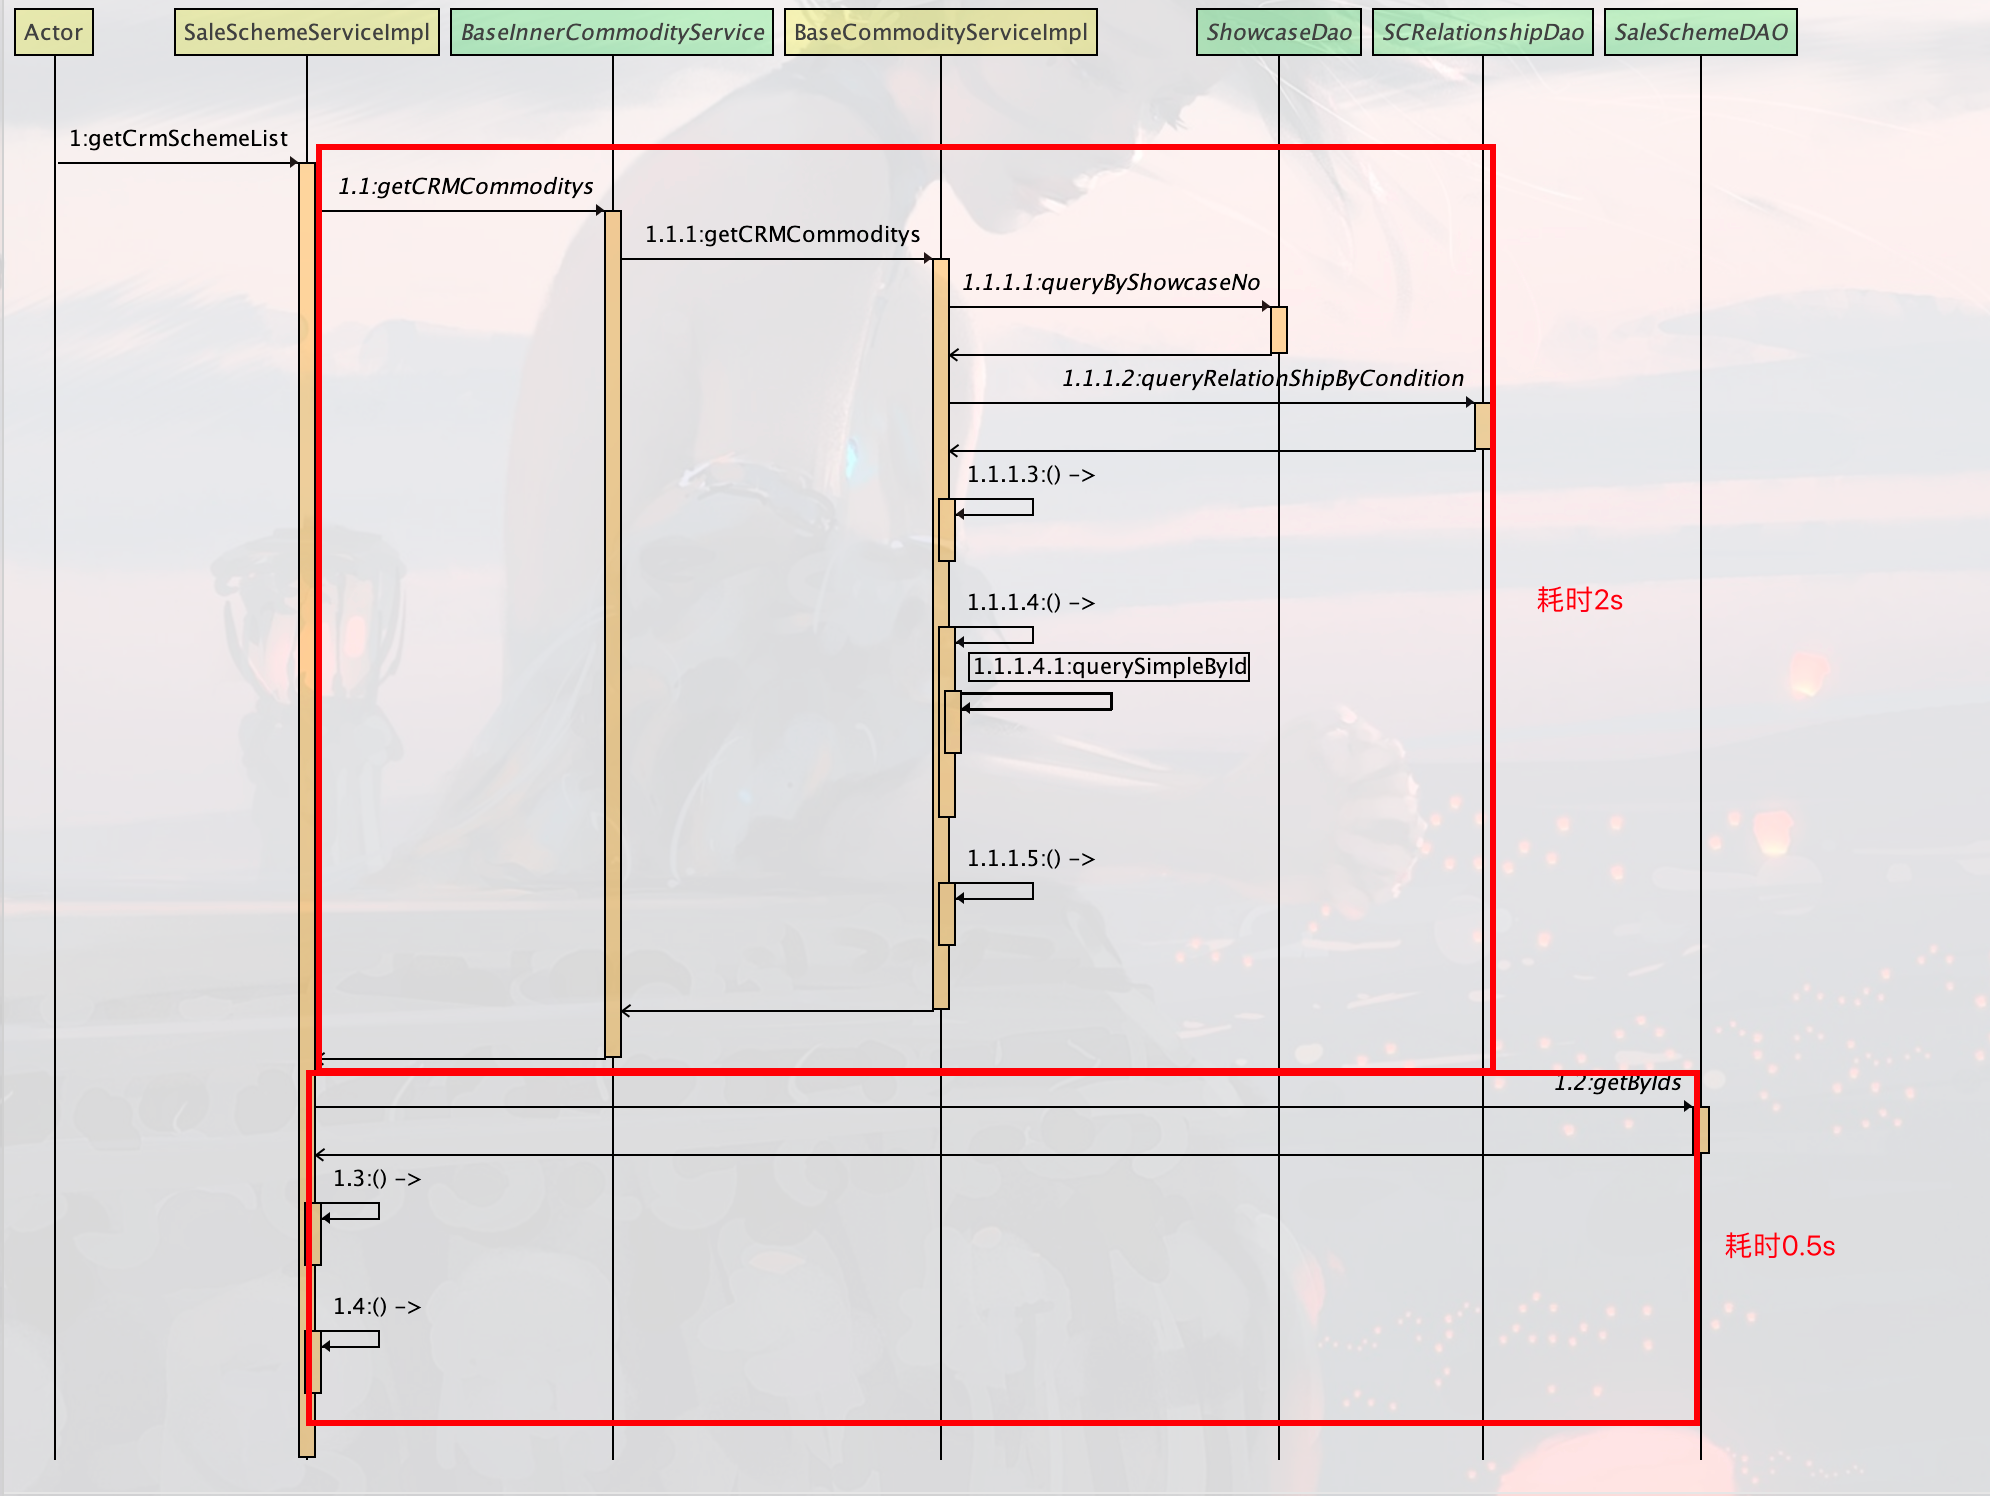 Actor
SaleSchemeServiceImpl
BaseInnerCommodityService
BaseCommodityServiceImpl
ShowcaseDao
SCRelationshipDao
SaleSchemeDAO
1:getCrmSchemeList
1.1:getCRMCommoditys
1.1.1:getCRMCommoditys
1.1.1.1:queryByShowcaseNo
1.1.1.2:queryRelationShipByCondition
1.1.1.3:() ->
1.1.1.4:() ->
耗时2s
1.1.1.4.1:querySimpleById
1.1.1.5:() ->
1.2:getByIds
1.3:() ->
耗时0.5s
1.4:() ->